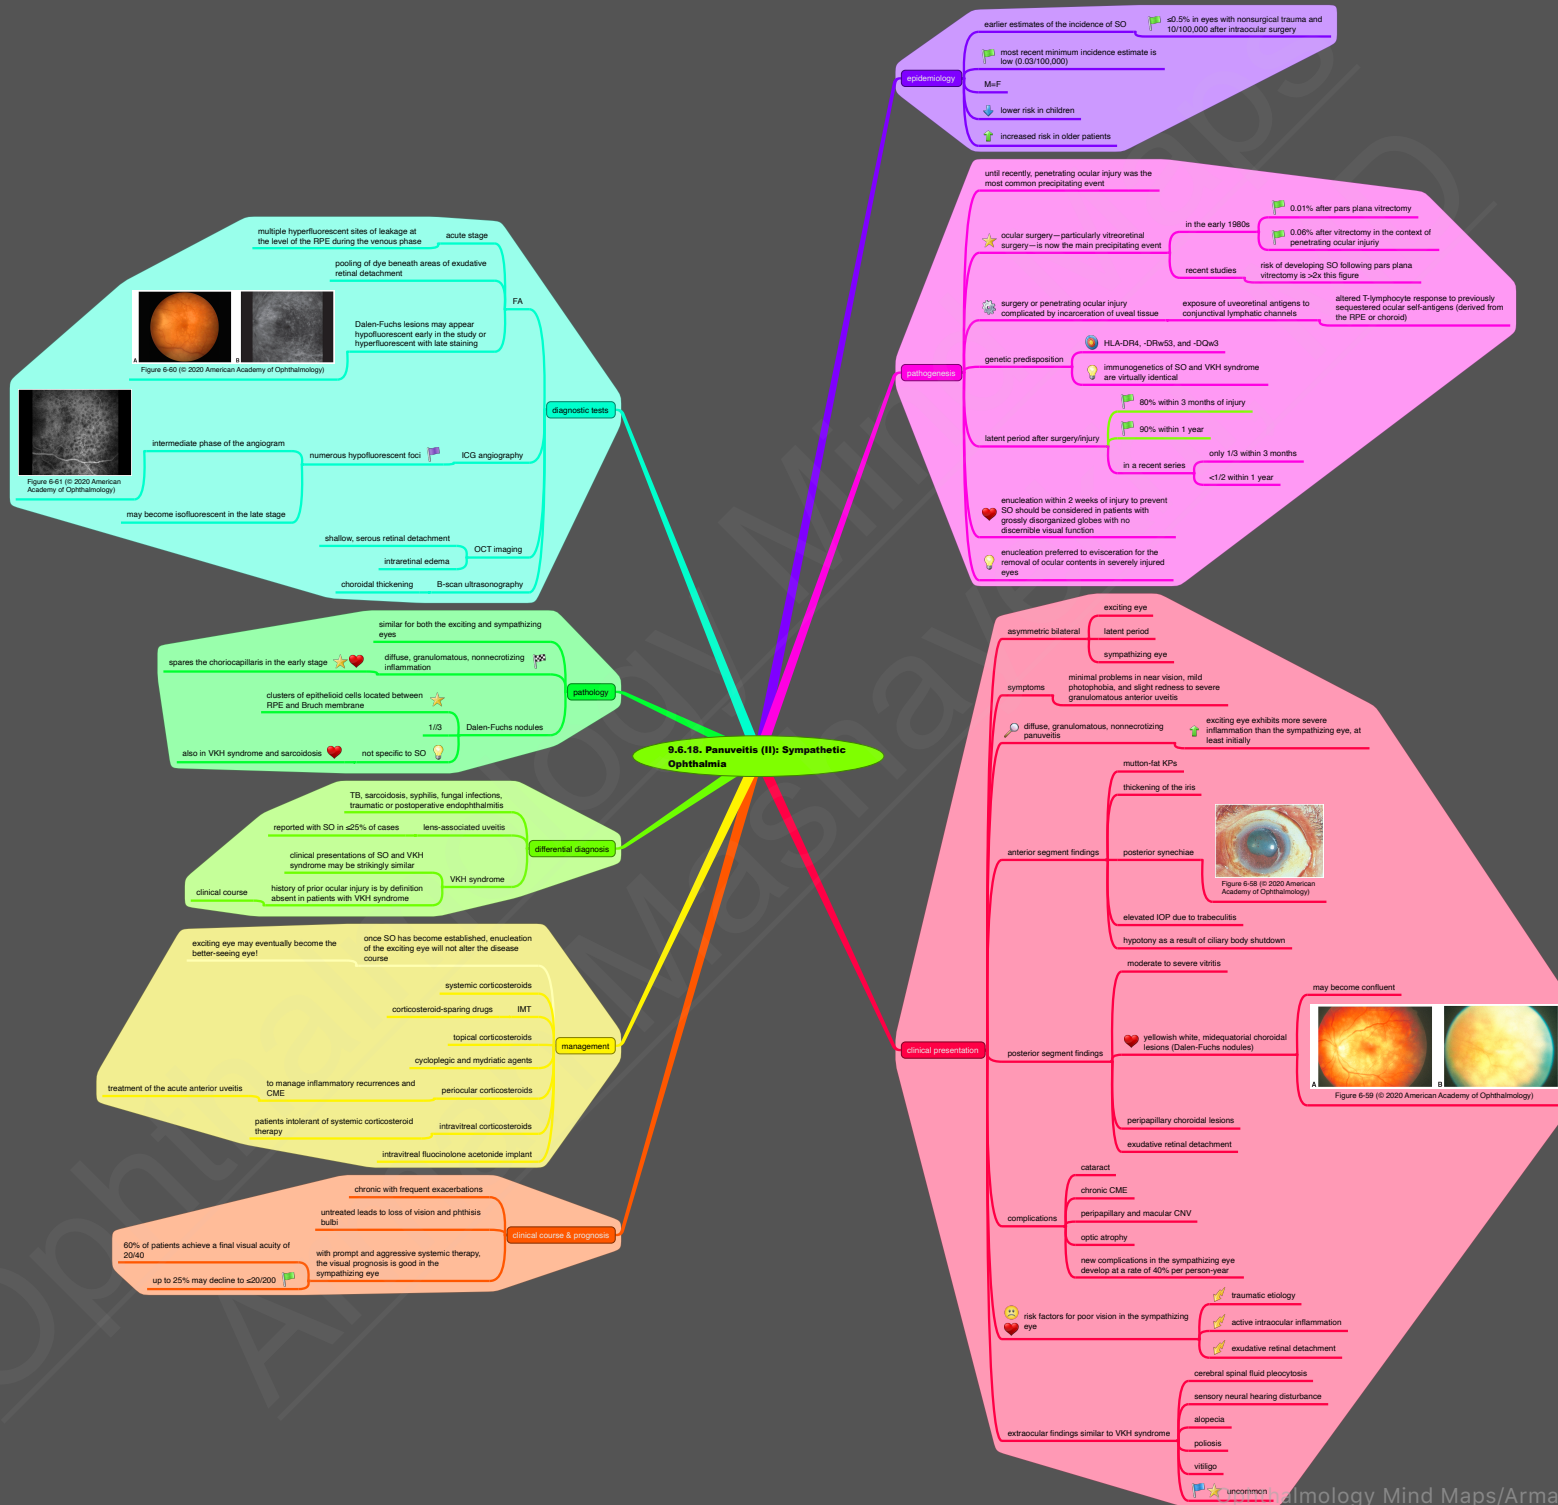 9.6.18. Panuveitis (II): Sympathetic
Ophthalmia
epidemiology
earlier estimates of the incidence of SO
≤0.5% in eyes with nonsurgical trauma and
10/100,000 after intraocular surgery
most recent minimum incidence estimate is
low (0.03/100,000)
M=F
lower risk in children
increased risk in older patients
pathogenesis
until recently, penetrating ocular injury was the
most common precipitating event
ocular surgery—particularly vitreoretinal
surgery—is now the main precipitating event
in the early 1980s
0.01% after pars plana vitrectomy
0.06% after vitrectomy in the context of
penetrating ocular injuriy
recent studies
risk of developing SO following pars plana
vitrectomy is >2x this figure
surgery or penetrating ocular injury
complicated by incarceration of uveal tissue
exposure of uveoretinal antigens to
conjunctival lymphatic channels
altered T-lymphocyte response to previously
sequestered ocular self-antigens (derived from
the RPE or choroid)
genetic predisposition
HLA-DR4, -DRw53, and -DQw3
immunogenetics of SO and VKH syndrome
are virtually identical
latent period after surgery/injury
80% within 3 months of injury
90% within 1 year
in a recent series
only 1/3 within 3 months
<1/2 within 1 year
enucleation within 2 weeks of injury to prevent
SO should be considered in patients with
grossly disorganized globes with no
discernible visual function
enucleation preferred to evisceration for the
removal of ocular contents in severely injured
eyes
clinical presentation
asymmetric bilateral
exciting eye
latent period
sympathizing eye
symptoms
minimal problems in near vision, mild
photophobia, and slight redness to severe
granulomatous anterior uveitis
diffuse, granulomatous, nonnecrotizing
panuveitis
exciting eye exhibits more severe
inflammation than the sympathizing eye, at
least initially
anterior segment findings
mutton-fat KPs
thickening of the iris
posterior synechiae
Figure 6-58 (© 2020 American
Academy of Ophthalmology)
elevated IOP due to trabeculitis
hypotony as a result of ciliary body shutdown
posterior segment findings
moderate to severe vitritis
yellowish white, midequatorial choroidal
lesions (Dalen-Fuchs nodules)
may become confluent
A
B
Figure 6-59 (© 2020 American Academy of Ophthalmology)
peripapillary choroidal lesions
exudative retinal detachment
complications
cataract
chronic CME
peripapillary and macular CNV
optic atrophy
new complications in the sympathizing eye
develop at a rate of 40% per person-year
risk factors for poor vision in the sympathizing
eye
traumatic etiology
active intraocular inflammation
exudative retinal detachment
extraocular findings similar to VKH syndrome
cerebral spinal fluid pleocytosis
sensory neural hearing disturbance
alopecia
poliosis
vitiligo
uncommon
diagnostic tests
FA
acute stage
multiple hyperfluorescent sites of leakage at
the level of the RPE during the venous phase
pooling of dye beneath areas of exudative
retinal detachment
Dalen-Fuchs lesions may appear
hypofluorescent early in the study or
hyperfluorescent with late staining
A
B
Figure 6-60 (© 2020 American Academy of Ophthalmology)
ICG angiography
numerous hypofluorescent foci
intermediate phase of the angiogram
Figure 6-61 (© 2020 American
Academy of Ophthalmology)
may become isofluorescent in the late stage
OCT imaging
shallow, serous retinal detachment
intraretinal edema
B-scan ultrasonography
choroidal thickening
pathology
similar for both the exciting and sympathizing
eyes
diffuse, granulomatous, nonnecrotizing
inflammation
spares the choriocapillaris in the early stage
Dalen-Fuchs nodules
clusters of epithelioid cells located between
RPE and Bruch membrane
1//3
not specific to SO
also in VKH syndrome and sarcoidosis
differential diagnosis
TB, sarcoidosis, syphilis, fungal infections,
traumatic or postoperative endophthalmitis
lens-associated uveitis
reported with SO in ≤25% of cases
VKH syndrome
clinical presentations of SO and VKH
syndrome may be strikingly similar
history of prior ocular injury is by definition
absent in patients with VKH syndrome
clinical course
management
once SO has become established, enucleation
of the exciting eye will not alter the disease
course
exciting eye may eventually become the
better-seeing eye!
systemic corticosteroids
IMT
corticosteroid-sparing drugs
topical corticosteroids
cycloplegic and mydriatic agents
periocular corticosteroids
to manage inflammatory recurrences and
CME
treatment of the acute anterior uveitis
intravitreal corticosteroids
patients intolerant of systemic corticosteroid
therapy
intravitreal fluocinolone acetonide implant
clinical course & prognosis
chronic with frequent exacerbations
untreated leads to loss of vision and phthisis
bulbi
with prompt and aggressive systemic therapy,
the visual prognosis is good in the
sympathizing eye
60% of patients achieve a final visual acuity of
20/40
up to 25% may decline to ≤20/200
Ophthalmology Mind Maps/Arma